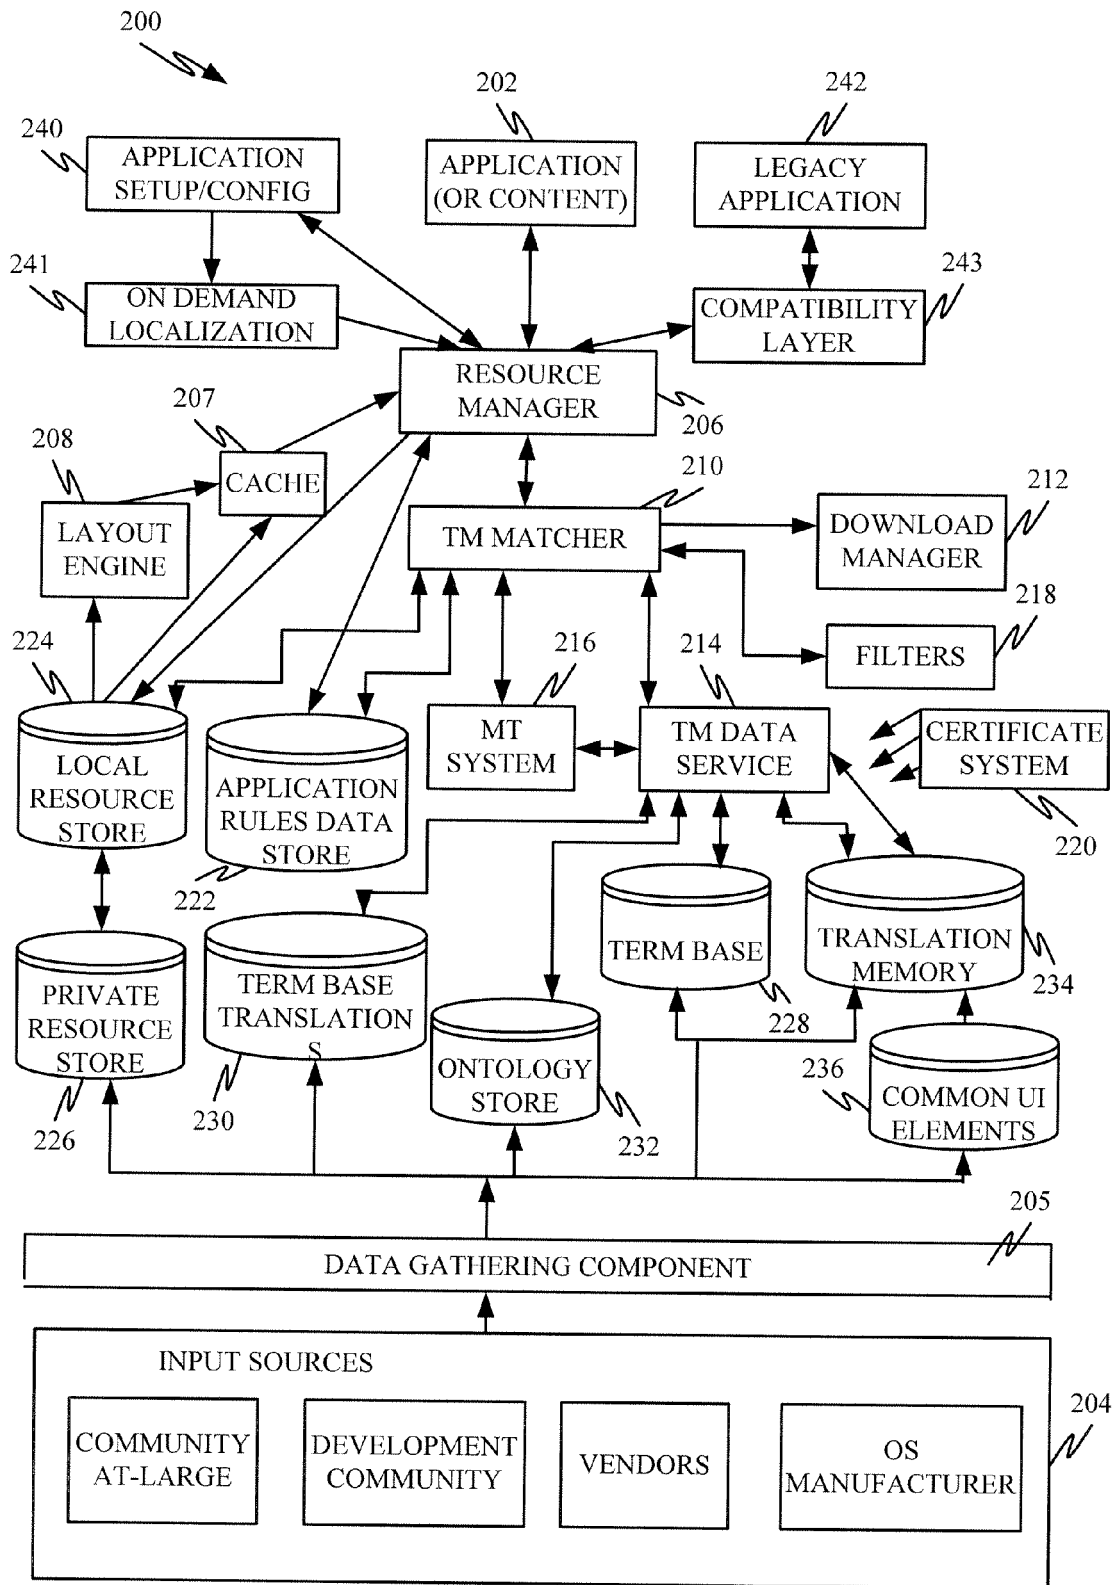 200
202
242
240
APPLICATION
SETUP/CONFIG
APPLICATION
(OR CONTENT)
LEGACY
APPLICATION
241
243
ON DEMAND
LOCALIZATION
COMPATIBILITY
LAYER
RESOURCE
MANAGER
207
206
208
210
212
CACHE
LAYOUT
ENGINE
TM MATCHER
DOWNLOAD
MANAGER
218
224
216
214
FILTERS
MT
SYSTEM
TM DATA
SERVICE
CERTIFICATE
SYSTEM
LOCAL
RESOURCE
STORE
APPLICATION
RULES DATA
STORE
220
222
TERM BASE
TRANSLATION
MEMORY
234
PRIVATE
RESOURCE
STORE
TERM BASE
TRANSLATION
S
228
ONTOLOGY
STORE
236
COMMON UI
ELEMENTS
226
230
232
205
DATA GATHERING COMPONENT
INPUT SOURCES
204
COMMUNITY
AT-LARGE
DEVELOPMENT
COMMUNITY
VENDORS
OS
MANUFACTURER